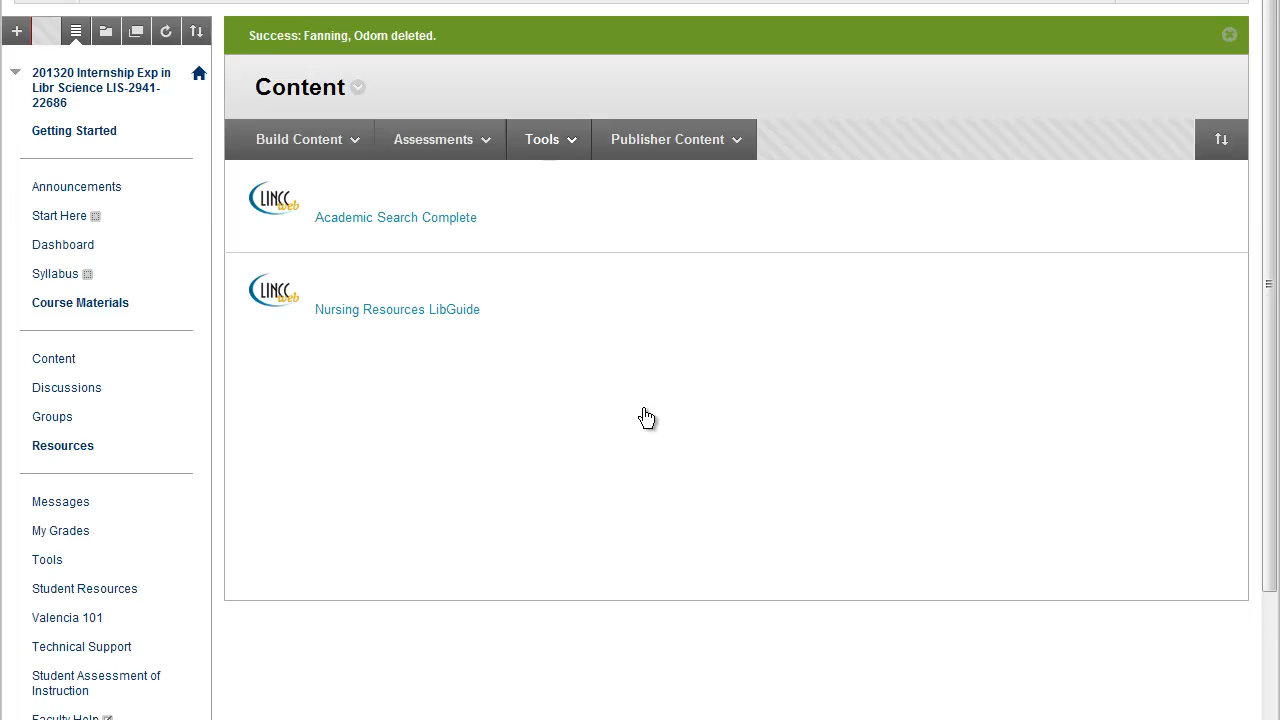 Success: Fanning, Odom deleted.
201320 Internship Exp in
Libr Science LIS-2941-
22686
Getting Started
Announcements
Start Here
Dashboard
Syllabus
Course Materials
Content
Discussions
Groups
Resources
Messages
My Grades
Tools
Student Resources
Valencia 101
Technical Support
Student Assessment of
Instruction
Faculty Help
Content
Build Content
Assessments
Tools
Publisher Content
LINCC
web
Academic Search Complete
LINCC
web
Nursing Resources LibGuide